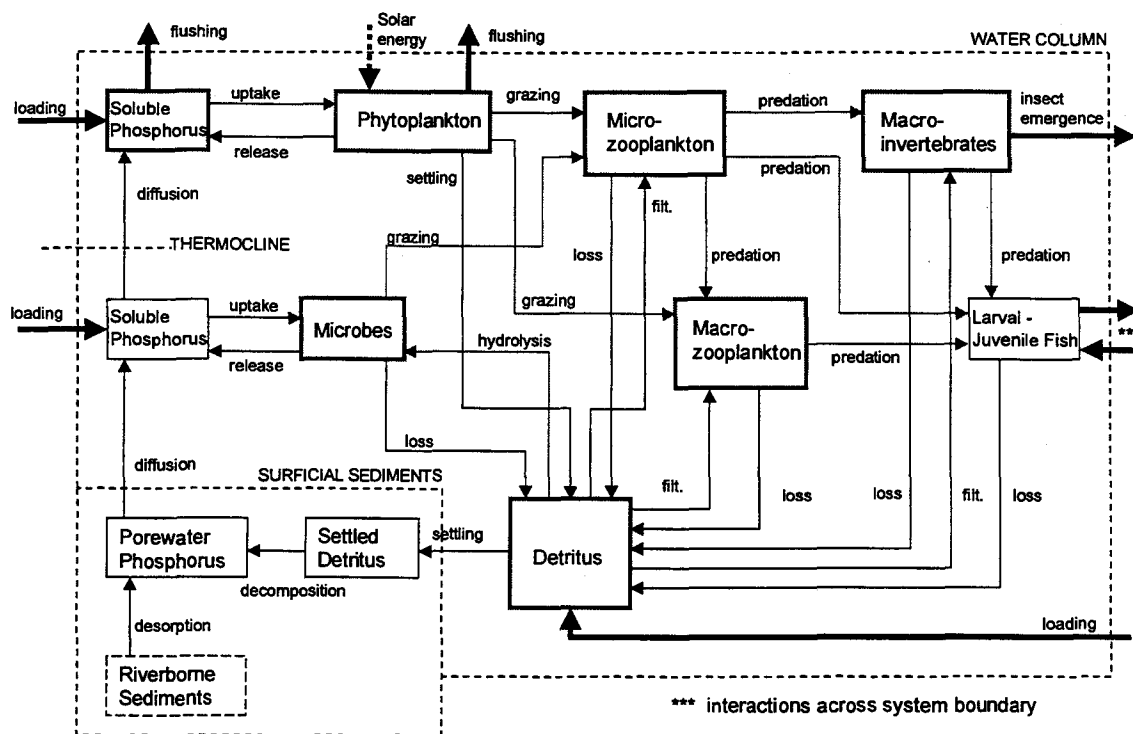 Solar
energy
flushing
flushing
WATER COLUMN
loading
Soluble
Phosphorus
uptake
release
Phytoplankton
grazing
Micro-
zooplankton
predation
predation
Macro-
invertebrates
insect
emergence
settling
diffusion
grazing
filt.
THERMOCLINE
loss
predation
predation
loading
Soluble
Phosphorus
uptake
release
Microbes
hydrolysis
grazing
Macro-
zooplankton
predation
Larval -
Juvenile Fish
**
loss
diffusion
SURFICIAL SEDIMENTS
filt.
loss
loss
filt.
loss
Porewater
Phosphorus
Settled
Detritus
settling
Detritus
decomposition
desorption
loading
Riverborne
Sediments
*** interactions across system boundary